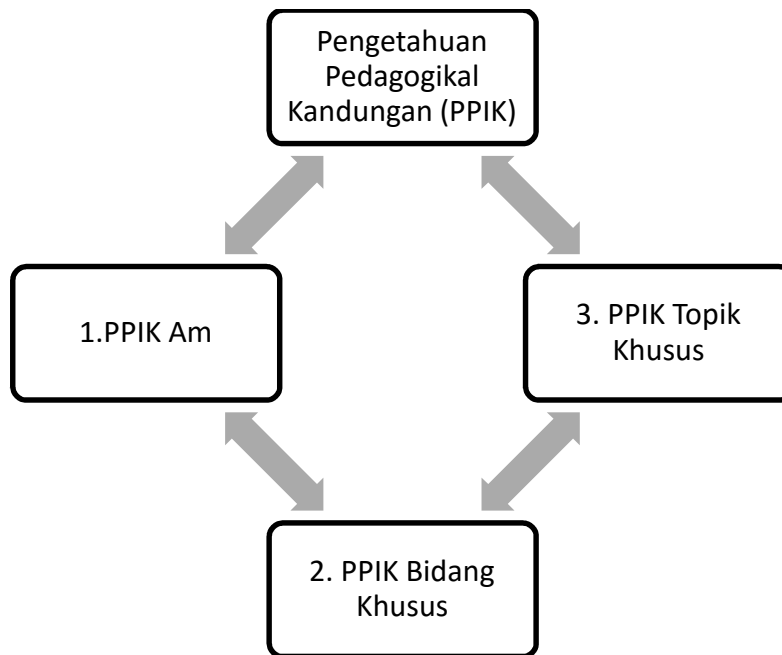 Pengetahuan
Pedagogikal
Kandungan (PPIK)
1.PPIK Am
3. PPIK Topik
Khusus
2. PPIK Bidang
Khusus